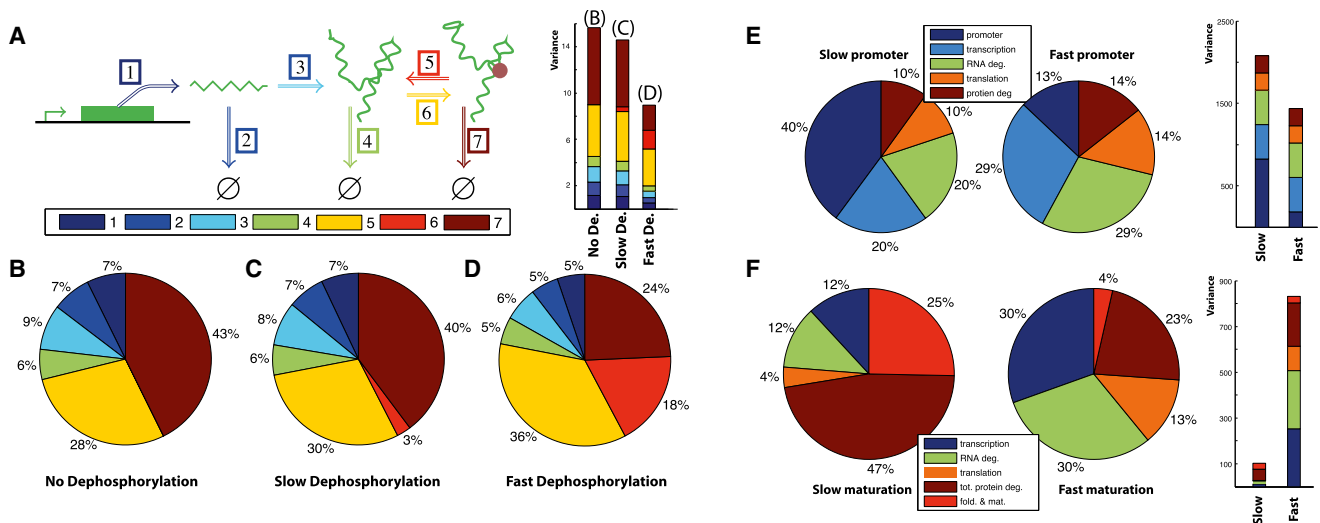 A
1
3
5
6
2
4
7
1 2 3 4 5 6 7
Variance
14
10
6
2
(B)
(C)
(D)
No De.
Slow De.
Fast De.
B
7%
7%
9%
6%
28%
43%
No Dephosphorylation
C
7%
7%
8%
6%
30%
3%
40%
Slow Dephosphorylation
D
5%
5%
6%
5%
36%
18%
24%
Fast Dephosphorylation
E
Slow promoter
40%
20%
20%
10%
10%
promoter
transcription
RNA deg.
translation
protien deg
Fast promoter
13%
29%
29%
14%
14%
Variance
2500
1500
500
Slow
Fast
F
12%
12%
4%
47%
25%
Slow maturation
transcription
RNA deg.
translation
tot. protein deg.
fold. & mat.
4%
30%
30%
13%
23%
Fast maturation
Variance
900
700
500
300
100
Slow
Fast